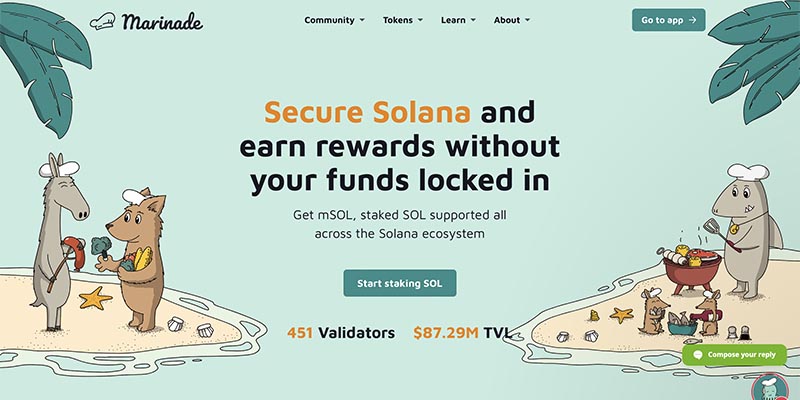 Marinade
Community
Tokens
Learn
About
Go to app
Secure Solana and
earn rewards without
your funds locked in
Get mSOL, staked SOL supported all
across the Solana ecosystem
Start staking SOL
451 Validators
$87.29M TVL
Compose your reply